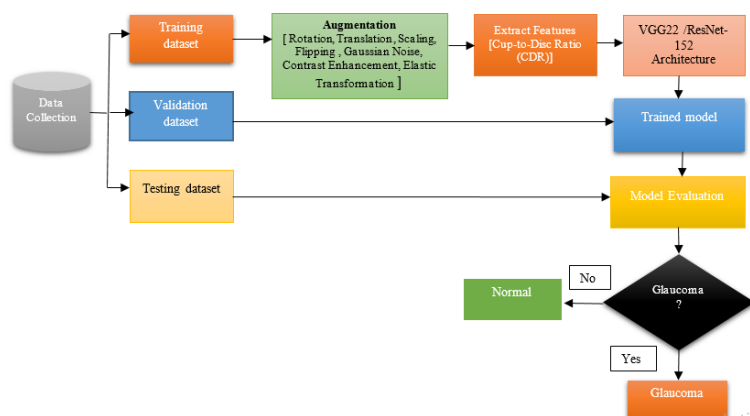 Training
dataset
Augmentation
[ Rotation, Translation, Scaling,
Flipping , Gaussian Noise,
Contrast Enhancement, Elastic
Transformation ]
Extract Features
[Cup-to-Disc Ratio
(CDR)]
VGG22 /ResNet-
152
Architecture
Data
Collection
Validation
dataset
Trained model
Testing dataset
Model Evaluation
No
Normal
Glaucoma
?
Yes
Glaucoma